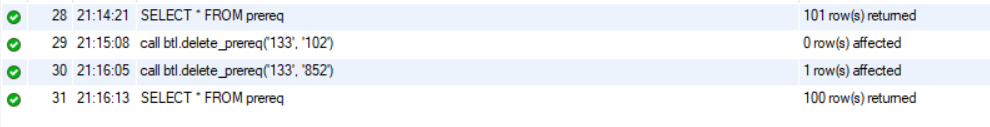 28 21:14:21 SELECT * FROM prereq 101 row(s) returned
29 21:15:08 call btl.delete_prereq('133', '102') 0 row(s) affected
30 21:16:05 call btl.delete_prereq('133', '852') 1 row(s) affected
31 21:16:13 SELECT * FROM prereq 100 row(s) returned